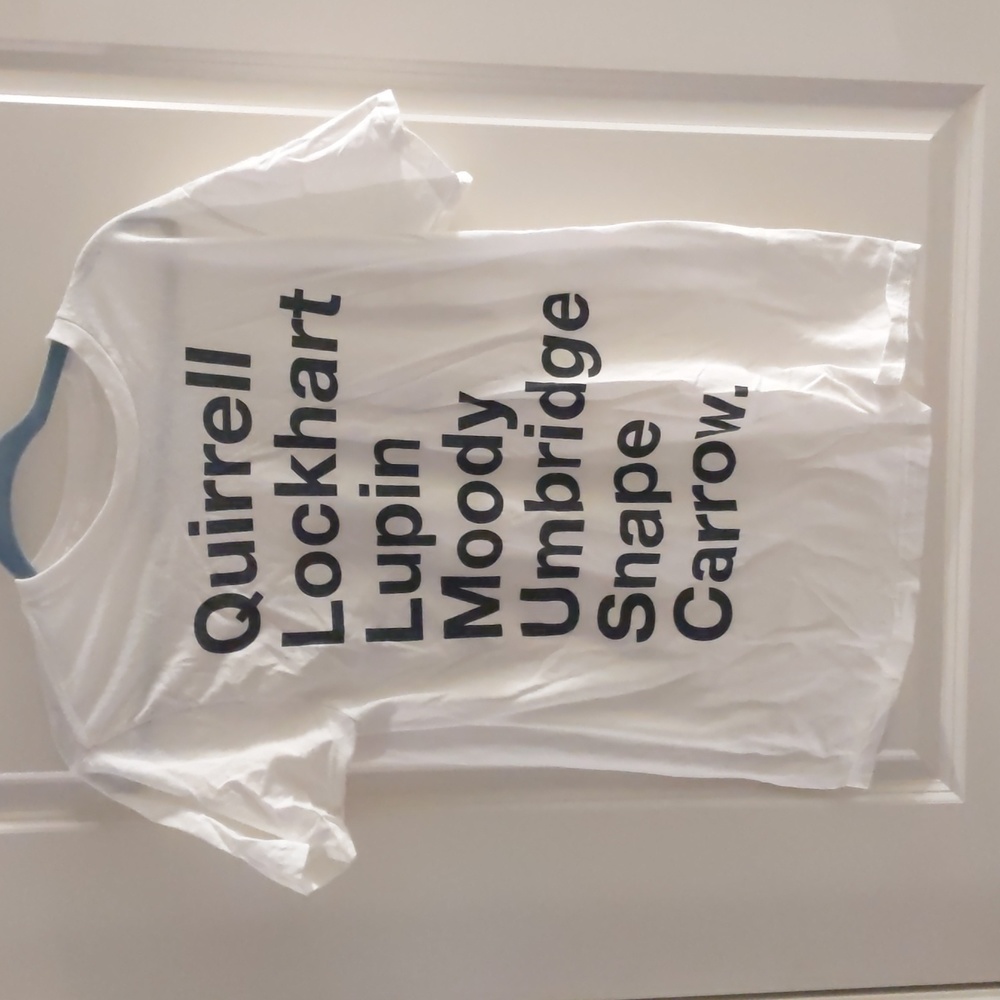 Quirrell
Lockhart
Lupin
Moody
Umbridge
Snape
Carrow.